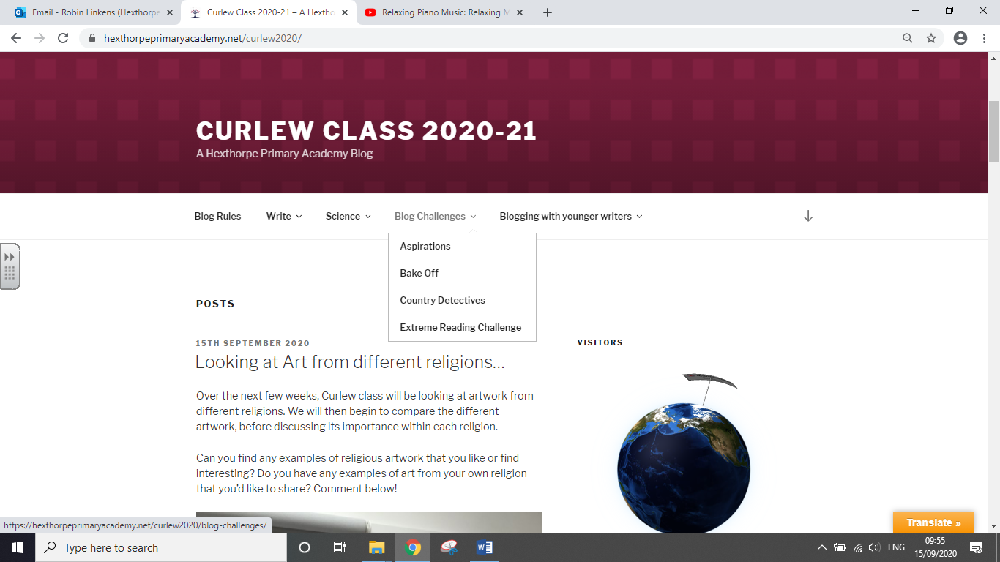 Email - Robin Linkens (Hexthorpe
Curlew Class 2020-21 – A Hextho
Relaxing Piano Music: Relaxing M
hexthorpeprimaryacademy.net/curlew2020/
CURLEW CLASS 2020-21
A Hexthorpe Primary Academy Blog
Blog Rules
Write
Science
Blog Challenges
Blogging with younger writers
Aspirations
Bake Off
Country Detectives
Extreme Reading Challenge
POSTS
15TH SEPTEMBER 2020
Looking at Art from different religions...
Over the next few weeks, Curlew class will be looking at artwork from
different religions. We will then begin to compare the different
artwork, before discussing its importance within each religion.
Can you find any examples of religious artwork that you like or find
interesting? Do you have any examples of art from your own religion
that you'd like to share? Comment below!
VISITORS
Translate »
https://hexthorpeprimaryacademy.net/curlew2020/blog-challenges/
Type here to search
ENG
09:55
15/09/2020